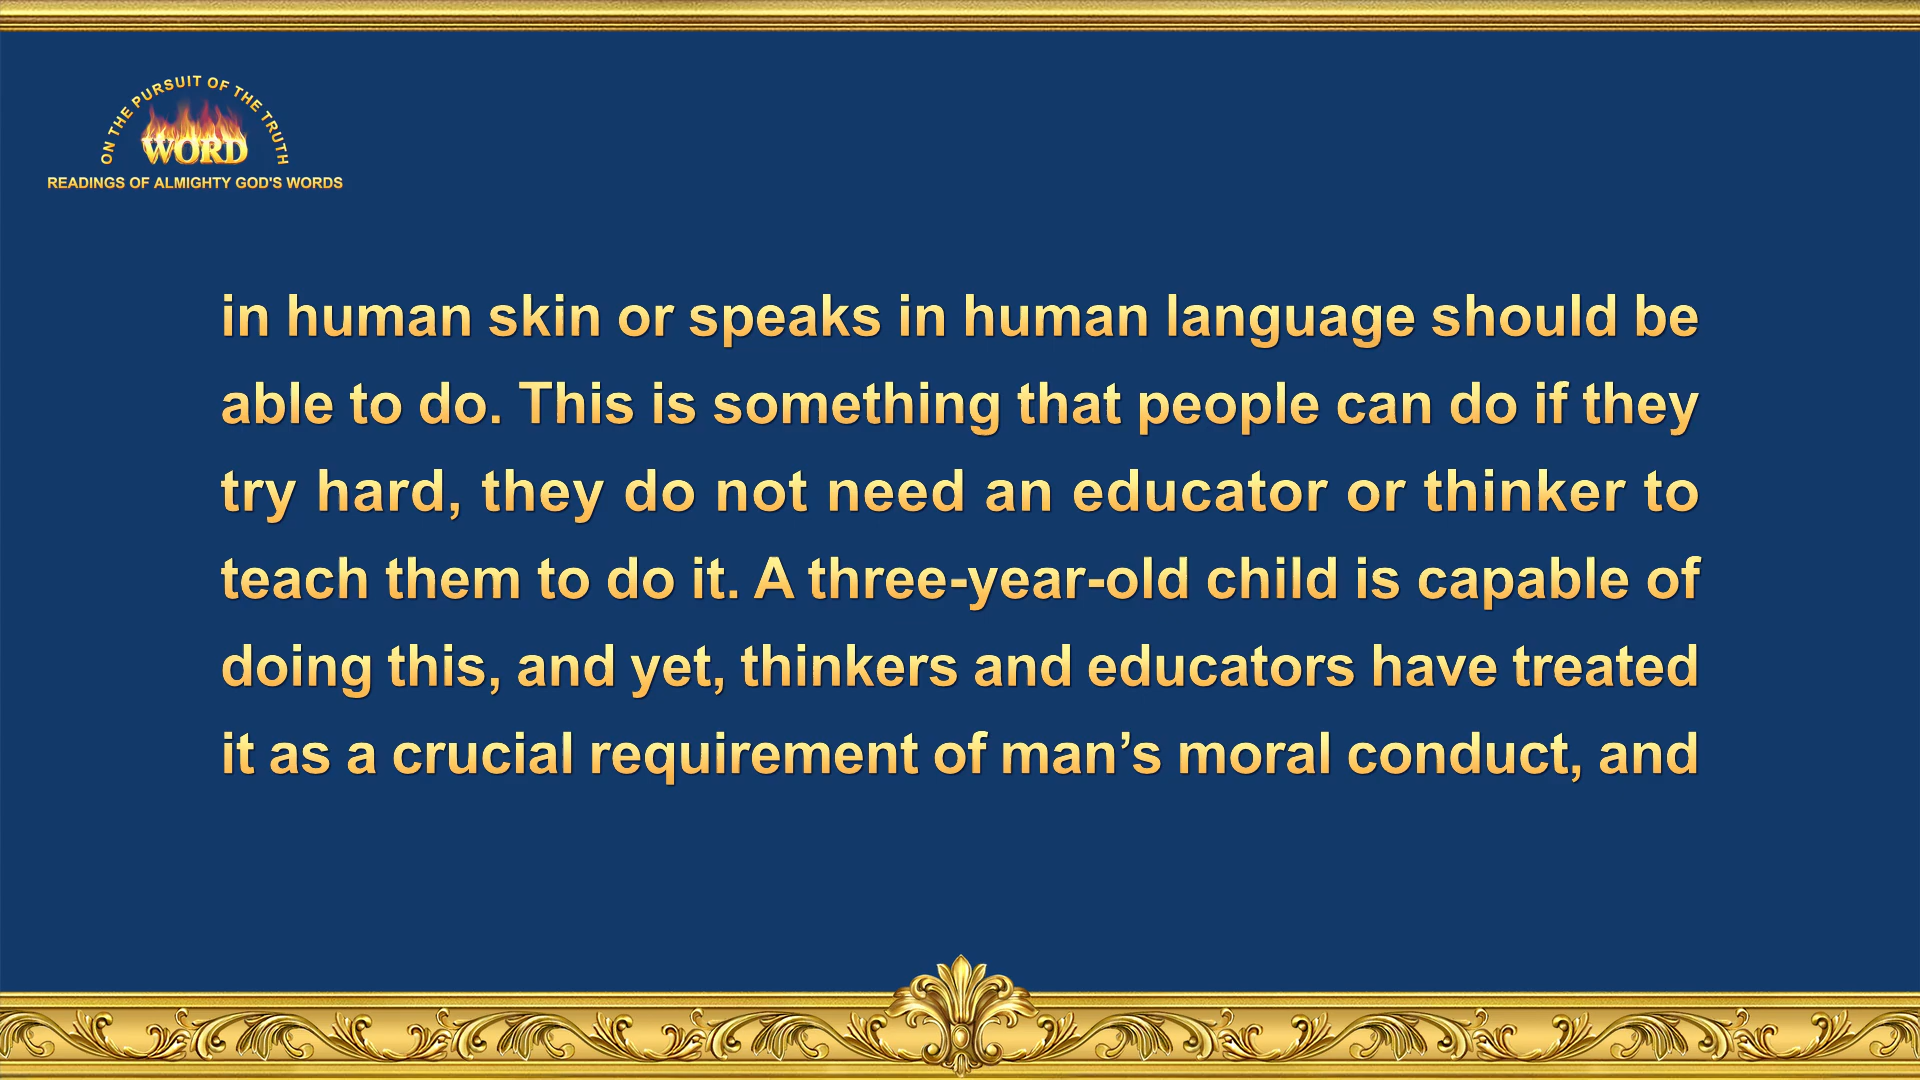 ON THE PURSUIT OF THE TRUTH
WORD
READINGS OF ALMIGHTY GOD'S WORDS
in human skin or speaks in human language should be
able to do. This is something that people can do if they
try hard, they do not need an educator or thinker to
teach them to do it. A three-year-old child is capable of
doing this, and yet, thinkers and educators have treated
it as a crucial requirement of man’s moral conduct, and